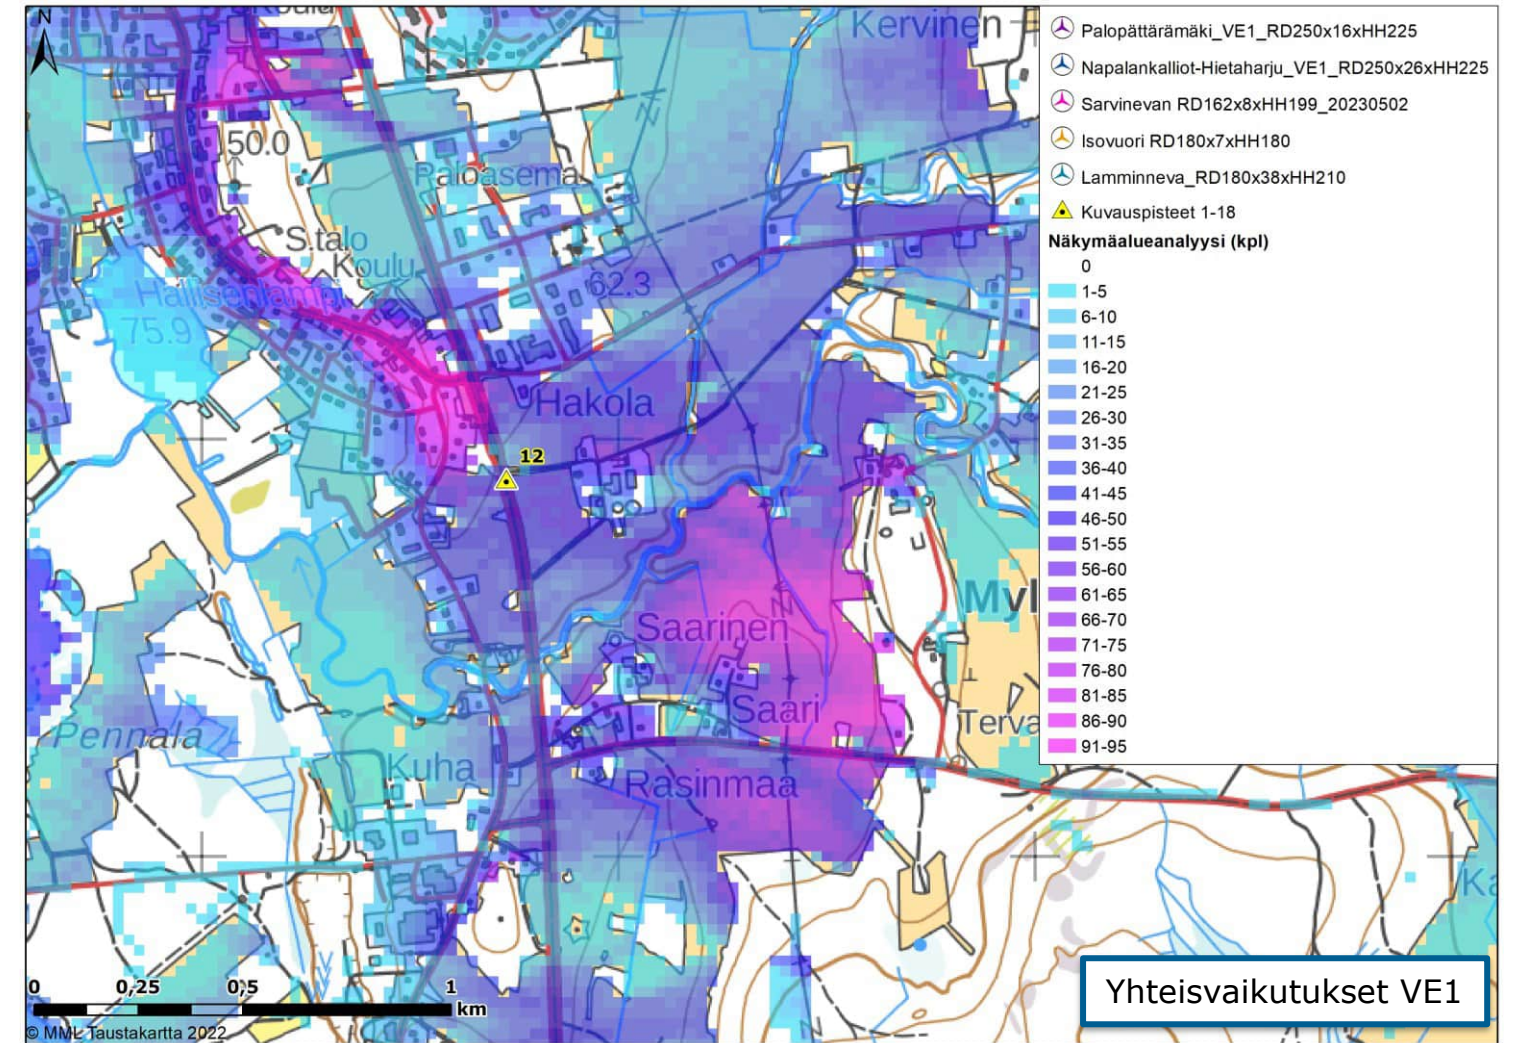 N
Koulu
Kervinen
50.0
Paloasema
S.talo
Koulu
62.3
Hallisenlampi
75.9
Hakola
12
Saarinen
Saari
Pennala
Kuha
Rasinmaa
Myl
Terva
Ka
0 0,25 0,5 1
km
© MML Taustakartta 2022
Palopättärämäki_VE1_RD250x16xHH225
Napalankalliot-Hietaharju_VE1_RD250x26xHH225
Sarvinevan RD162x8xHH199_20230502
Isovuori RD180x7xHH180
Lamminneva_RD180x38xHH210
Kuvauspisteet 1-18
Näkymäalueanalyysi (kpl)
0
1-5
6-10
11-15
16-20
21-25
26-30
31-35
36-40
41-45
46-50
51-55
56-60
61-65
66-70
71-75
76-80
81-85
86-90
91-95
Yhteisvaikutukset VE1